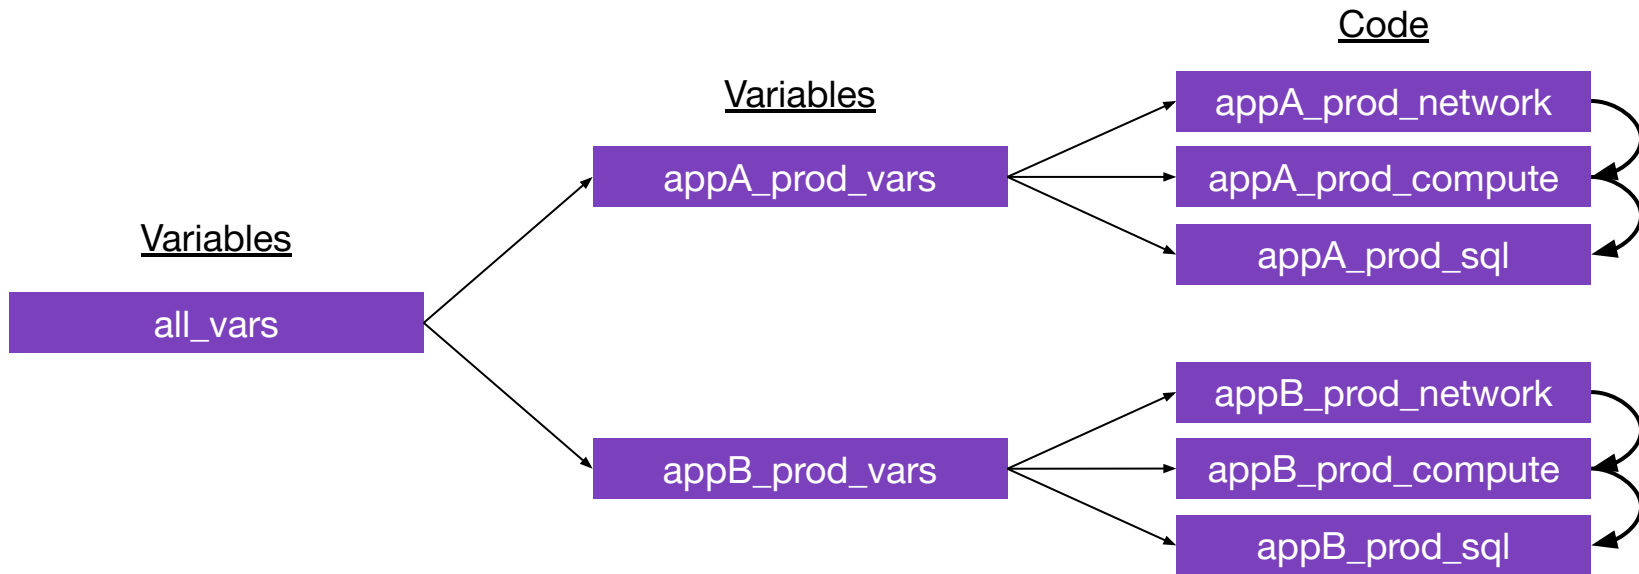 Code
Variables
appA_prod_network
appA_prod_vars
appA_prod_compute
Variables
appA_prod_sql
all_vars
appB_prod_network
appB_prod_vars
appB_prod_compute
appB_prod_sql